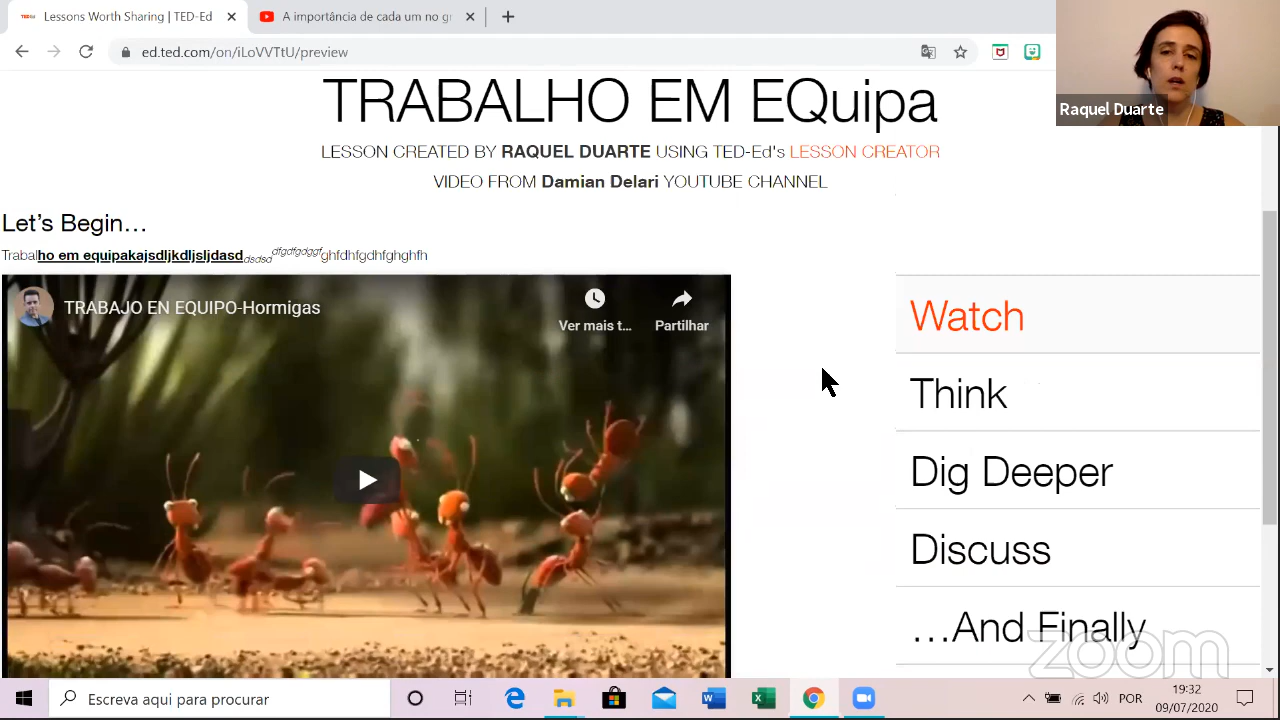 Lessons Worth Sharing | TED-Ed
A importância de cada um no gr
ed.ted.com/on/iLoVVTtU/preview
Raquel Duarte
TRABALHO EM EQuipa
LESSON CREATED BY RAQUEL DUARTE USING TED-Ed's LESSON CREATOR
VIDEO FROM Damian Delari YOUTUBE CHANNEL
Let's Begin…
Trabalho em equipakajsdljkdljsljdasddsdsddfgdfgdggfghfdhfgdhfghghfh
TRABAJO EN EQUIPO-Hormigas
Ver mais t...
Partilhar
Watch
Think
Dig Deeper
Discuss
…And Finally
zoom
Escreva aqui para procurar
POR
19:32
09/07/2020